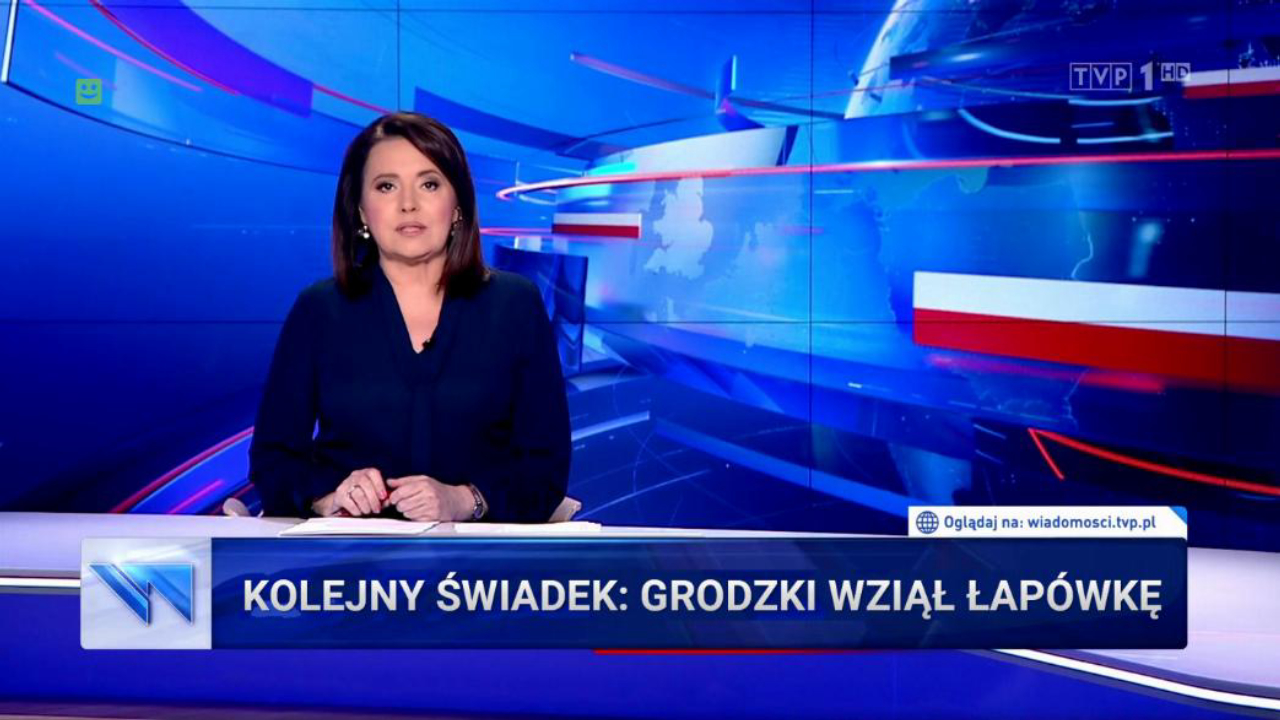 TVP 1 HD
Oglądaj na: wiadomosci.tvp.pl
KOLEJNY ŚWIADEK: GRODZKI WZIĄŁ ŁAPÓWKĘ